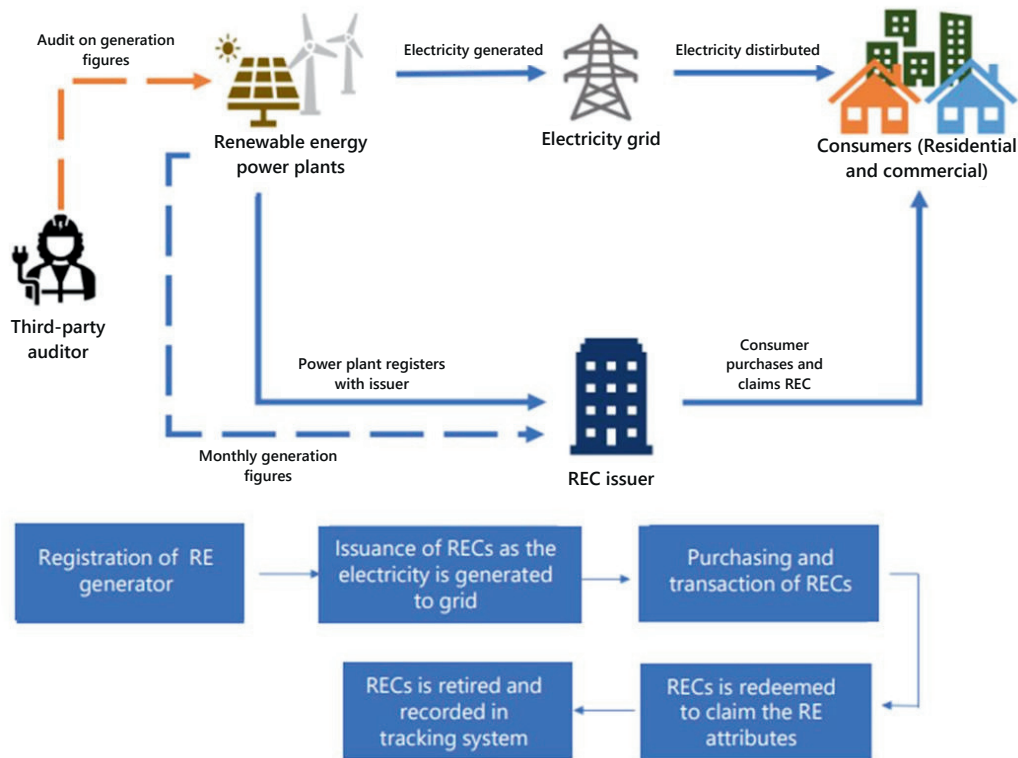 Audit on generation
figures
Electricity generated
Electricity distirbuted
Renewable energy
power plants
Electricity grid
Consumers (Residential
and commercial)
Third-party
auditor
Power plant registers
with issuer
Consumer
purchases and
claims REC
Monthly generation
figures
REC issuer
Registration of RE
generator
Issuance of RECs as the
electricity is generated
to grid
Purchasing and
transaction of RECs
RECs is retired and
recorded in
tracking system
RECs is redeemed
to claim the RE
attributes